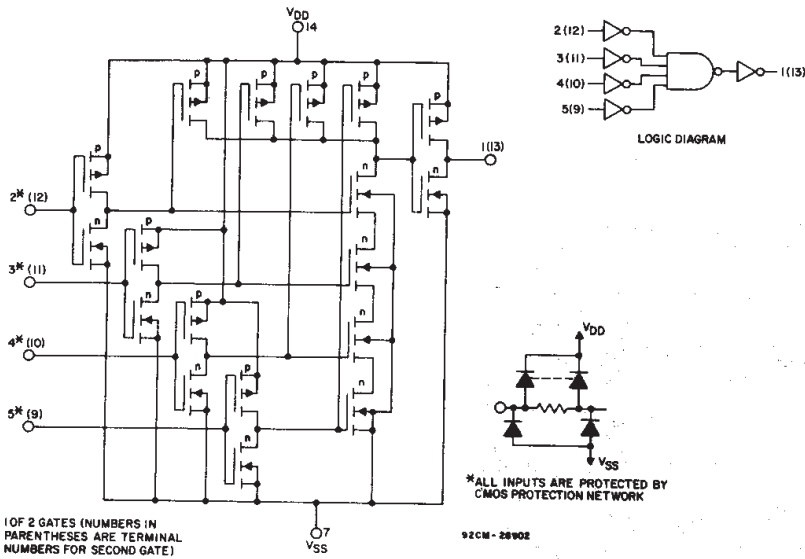 VDD
14
p
p
p
p
p
p
2* (12)
n
n
n
1(13)
3* (11)
p
n
n
4* (10)
p
n
n
5* (9)
p
n
n
7
VSS
1 OF 2 GATES (NUMBERS IN
PARENTHESES ARE TERMINAL
NUMBERS FOR SECOND GATE)
2(12)
3(11)
4(10)
5(9)
1(13)
LOGIC DIAGRAM
VDD
VSS
*ALL INPUTS ARE PROTECTED BY
CMOS PROTECTION NETWORK
92CM-28902